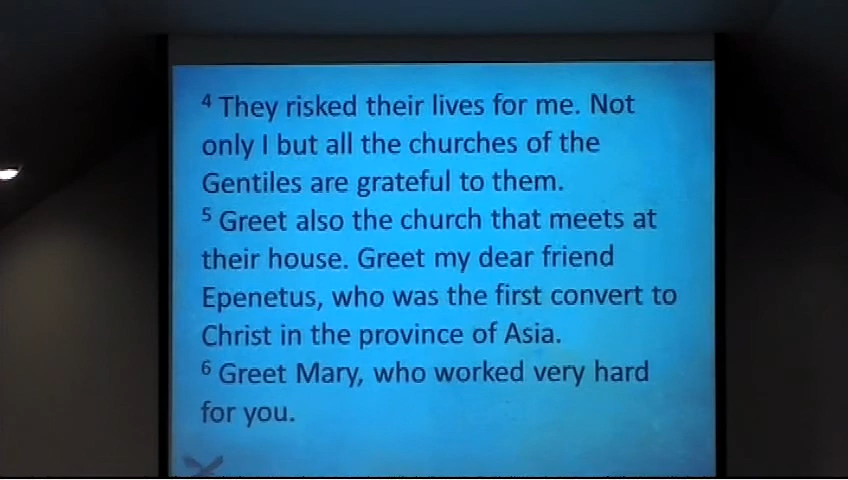 4 They risked their lives for me. Not
only I but all the churches of the
Gentiles are grateful to them.
5 Greet also the church that meets at
their house. Greet my dear friend
Epenetus, who was the first convert to
Christ in the province of Asia.
6 Greet Mary, who worked very hard
for you.